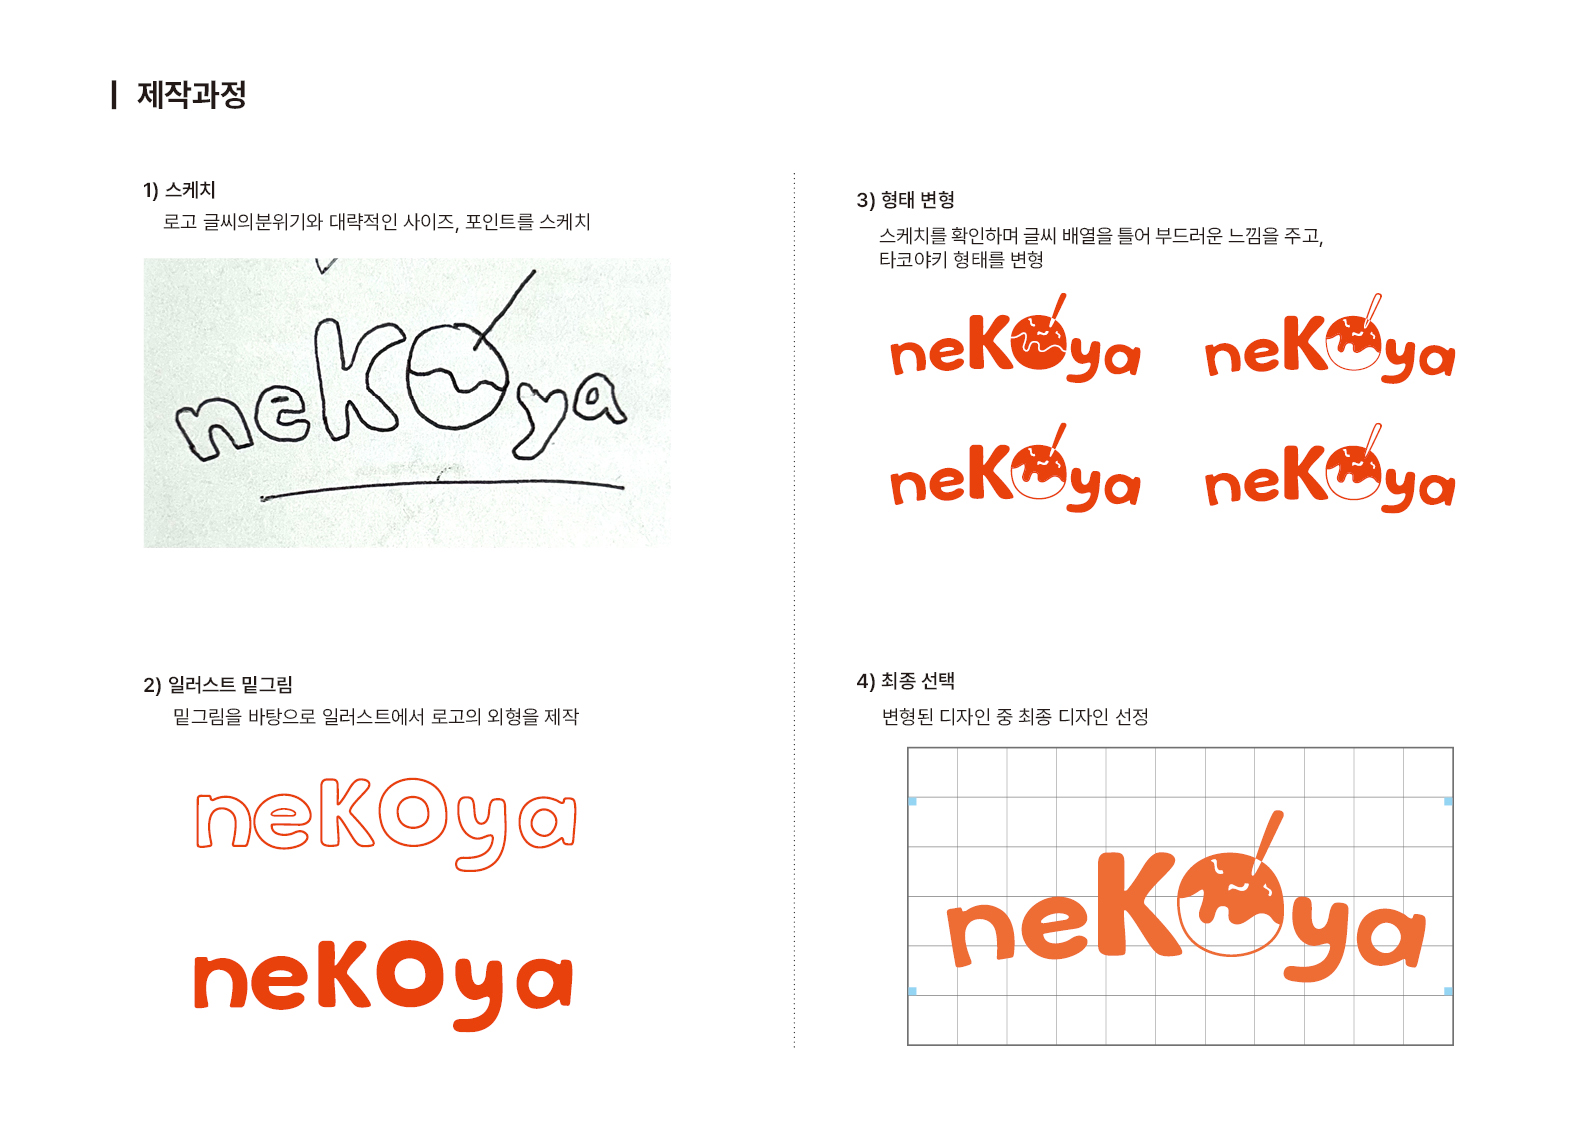 제작과정
1) 스케치
로고 글씨의분위기와 대략적인 사이즈, 포인트를 스케치
neKOya
2) 일러스트 밑그림
밑그림을 바탕으로 일러스트에서 로고의 외형을 제작
neKOya
neKOya
3) 형태 변형
스케치를 확인하며 글씨 배열을 틀어 부드러운 느낌을 주고,
타코야키 형태를 변형
neKOya
neKOya
neKOya
neKOya
4) 최종 선택
변형된 디자인 중 최종 디자인 선정
neKOya